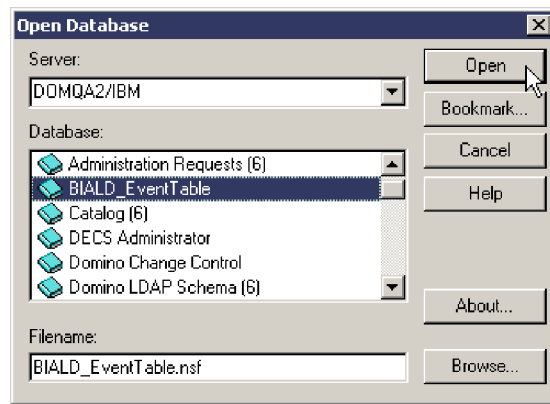 Open Database
Server:
DOMQA2/IBM
Database:
Administration Requests (6)
BIALD_EventTable
Catalog (6)
DECS Administrator
Domino Change Control
Domino LDAP Schema (6)
Filename:
BIALD_EventTable.nsf
Open
Bookmark...
Cancel
Help
About...
Browse...